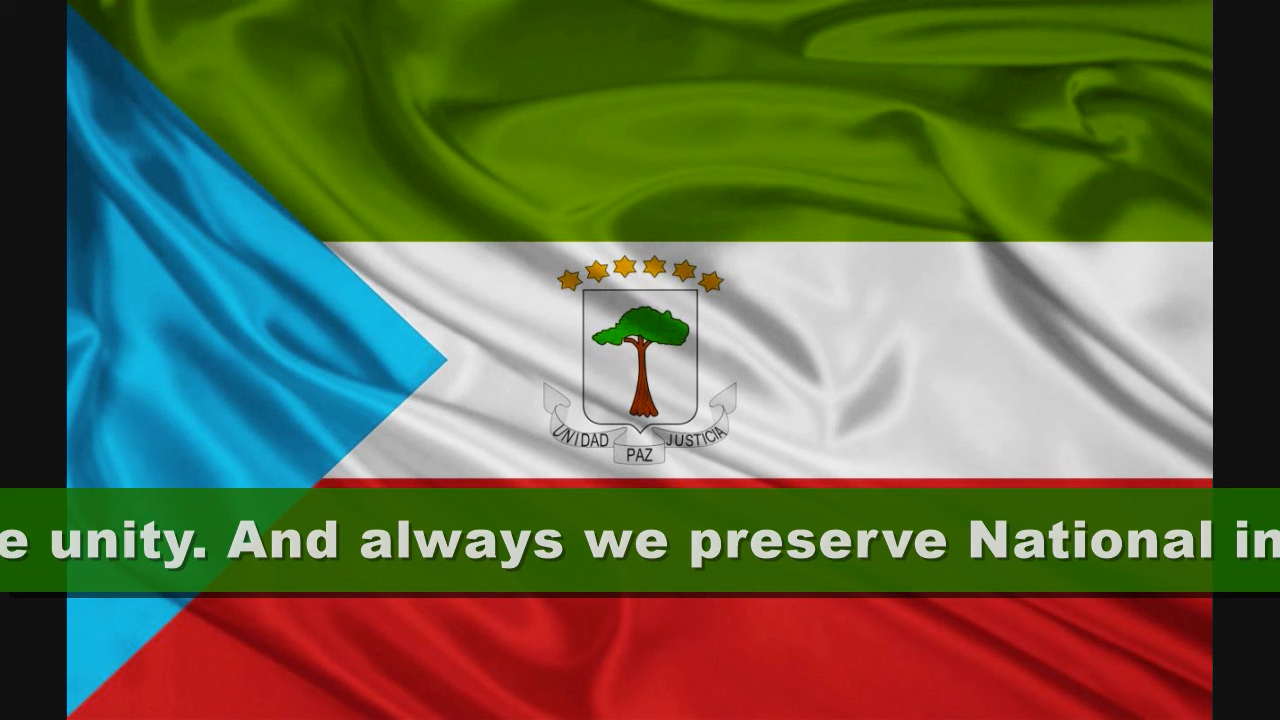 UNIDAD PAZ JUSTICIA
e unity. And always we preserve National in